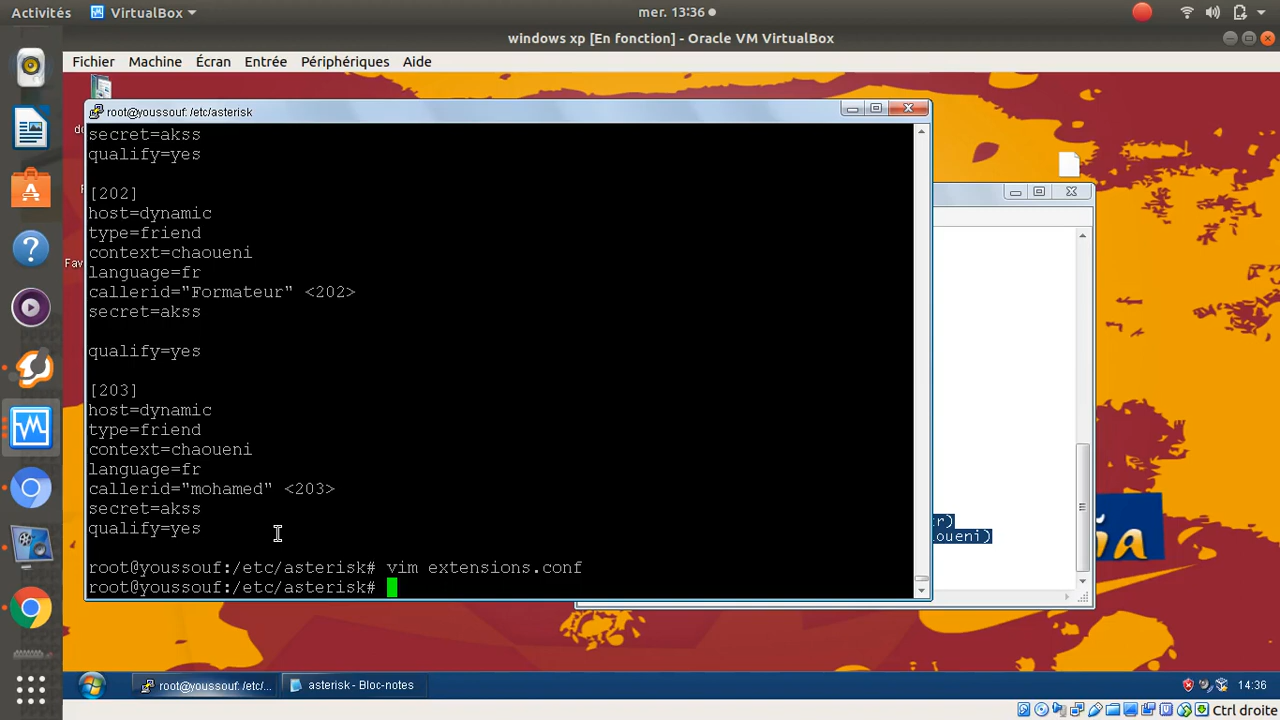 Activités
VirtualBox
mer. 13:36
windows xp [En fonction] - Oracle VM VirtualBox
Fichier Machine Écran Entrée Périphériques Aide
root@youssouf: /etc/asterisk
secret=akss
qualify=yes
[202]
host=dynamic
type=friend
context=chaoueni
language=fr
callerid="Formateur" <202>
secret=akss
qualify=yes
[203]
host=dynamic
type=friend
context=chaoueni
language=fr
callerid="mohamed" <203>
secret=akss
qualify=yes
root@youssouf:/etc/asterisk# vim extensions.conf
root@youssouf:/etc/asterisk#
root@youssouf: /etc/...
asterisk - Bloc-notes
14:36
Ctrl droite